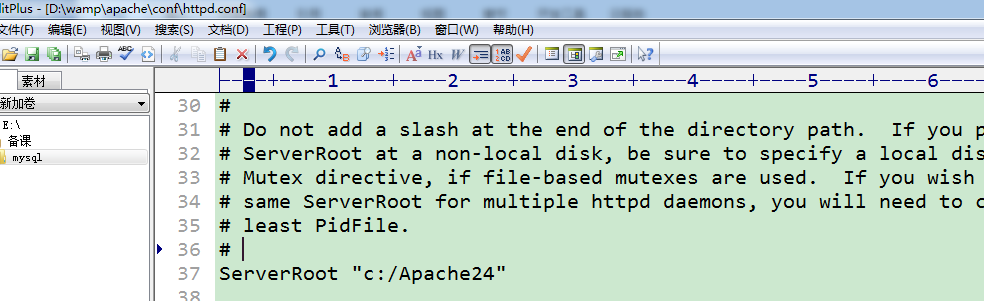 litPlus - [D:\wamp\apache\conf\httpd.conf]
文件(F) 编辑(E) 视图(V) 搜索(S) 文档(D) 工程(P) 工具(T) 浏览器(B) 窗口(W) 帮助(H)
素材
新加卷
E:\
备课
mysql
1 2 3 4 5 6
30 #
31 # Do not add a slash at the end of the directory path.  If you p
32 # ServerRoot at a non-local disk, be sure to specify a local dis
33 # Mutex directive, if file-based mutexes are used.  If you wish
34 # same ServerRoot for multiple httpd daemons, you will need to c
35 # least PidFile.
36 #
37 ServerRoot "c:/Apache24"
38